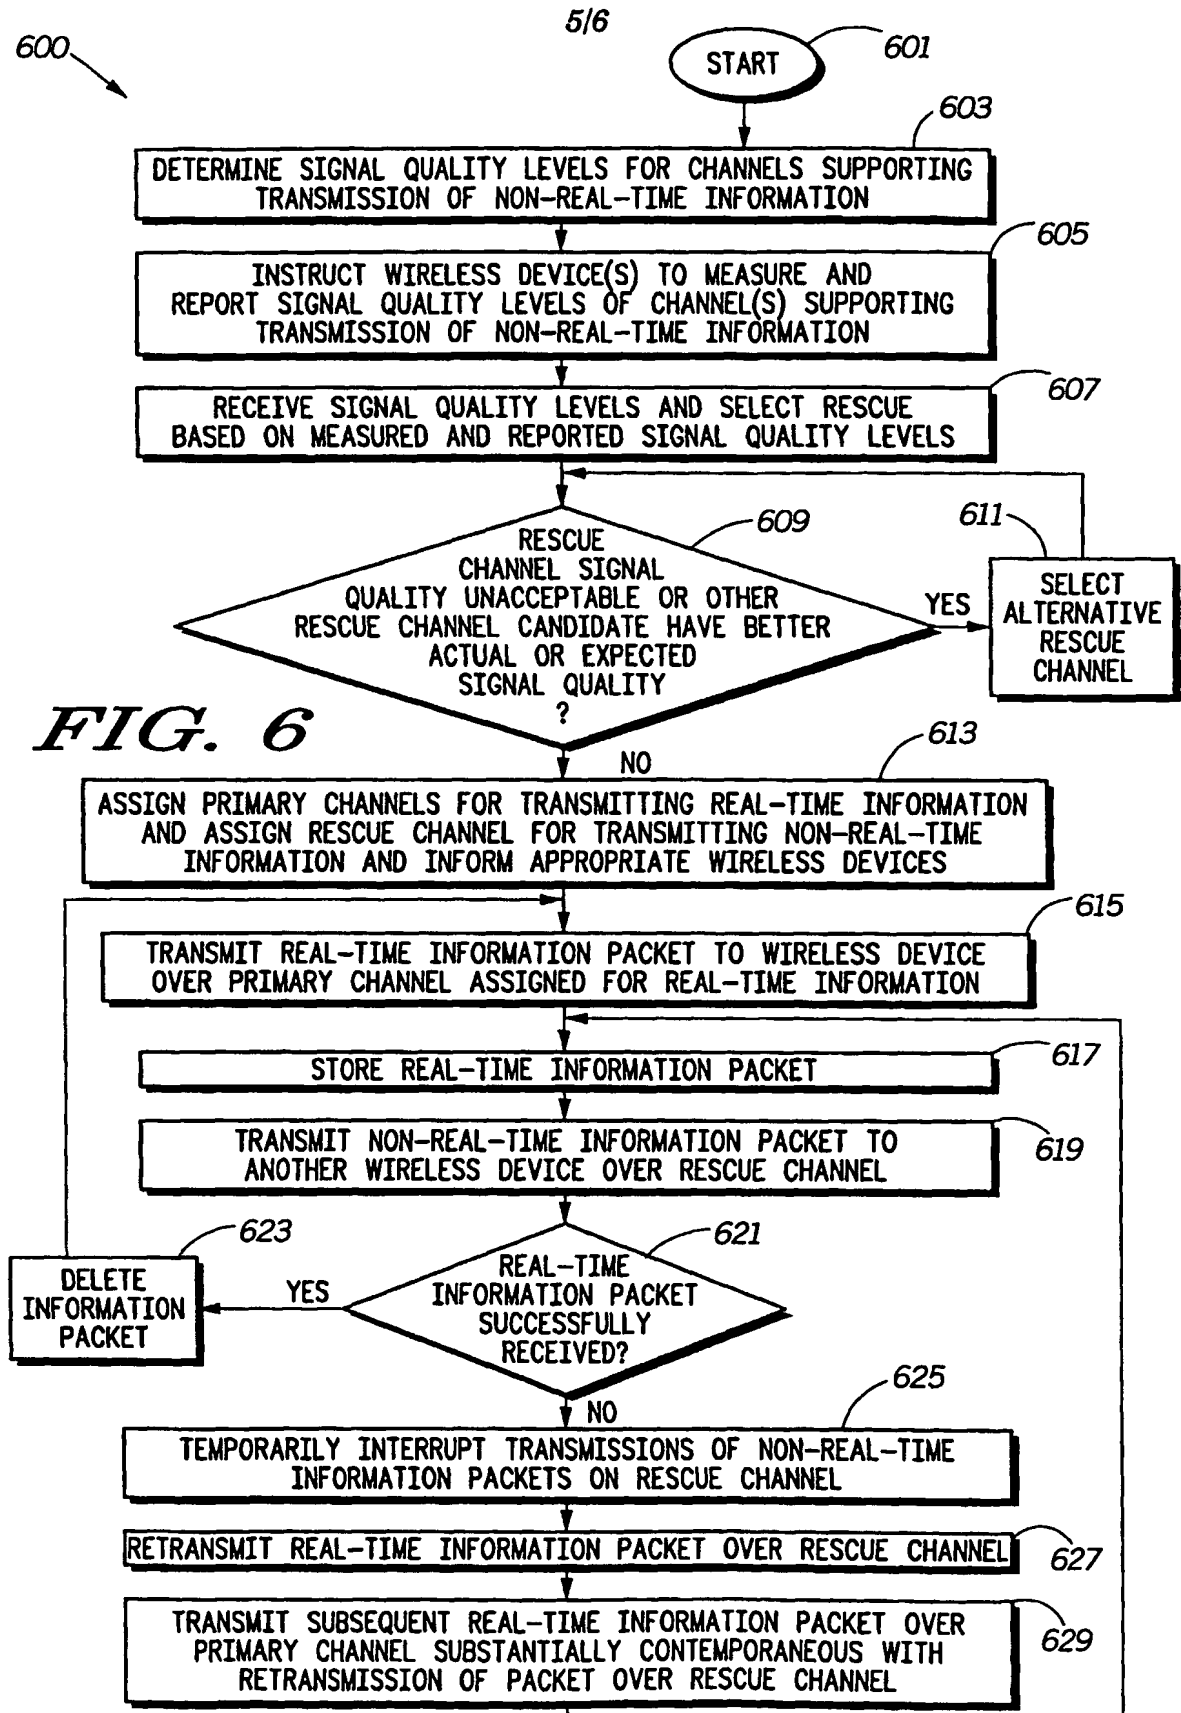 5/6
600
START
601
603
DETERMINE SIGNAL QUALITY LEVELS FOR CHANNELS SUPPORTING
TRANSMISSION OF NON-REAL-TIME INFORMATION
605
INSTRUCT WIRELESS DEVICE(S) TO MEASURE AND
REPORT SIGNAL QUALITY LEVELS OF CHANNEL(S) SUPPORTING
TRANSMISSION OF NON-REAL-TIME INFORMATION
607
RECEIVE SIGNAL QUALITY LEVELS AND SELECT RESCUE
BASED ON MEASURED AND REPORTED SIGNAL QUALITY LEVELS
609
RESCUE
CHANNEL SIGNAL
QUALITY UNACCEPTABLE OR OTHER
RESCUE CHANNEL CANDIDATE HAVE BETTER
ACTUAL OR EXPECTED
SIGNAL QUALITY
?
YES
611
SELECT
ALTERNATIVE
RESCUE
CHANNEL
FIG. 6
NO
613
ASSIGN PRIMARY CHANNELS FOR TRANSMITTING REAL-TIME INFORMATION
AND ASSIGN RESCUE CHANNEL FOR TRANSMITTING NON-REAL-TIME
INFORMATION AND INFORM APPROPRIATE WIRELESS DEVICES
615
TRANSMIT REAL-TIME INFORMATION PACKET TO WIRELESS DEVICE
OVER PRIMARY CHANNEL ASSIGNED FOR REAL-TIME INFORMATION
617
STORE REAL-TIME INFORMATION PACKET
619
TRANSMIT NON-REAL-TIME INFORMATION PACKET TO
ANOTHER WIRELESS DEVICE OVER RESCUE CHANNEL
621
REAL-TIME
INFORMATION PACKET
SUCCESSFULLY
RECEIVED?
YES
623
DELETE
INFORMATION
PACKET
NO
625
TEMPORARILY INTERRUPT TRANSMISSIONS OF NON-REAL-TIME
INFORMATION PACKETS ON RESCUE CHANNEL
RETRANSMIT REAL-TIME INFORMATION PACKET OVER RESCUE CHANNEL
627
TRANSMIT SUBSEQUENT REAL-TIME INFORMATION PACKET OVER
PRIMARY CHANNEL SUBSTANTIALLY CONTEMPORANEOUS WITH
RETRANSMISSION OF PACKET OVER RESCUE CHANNEL
629